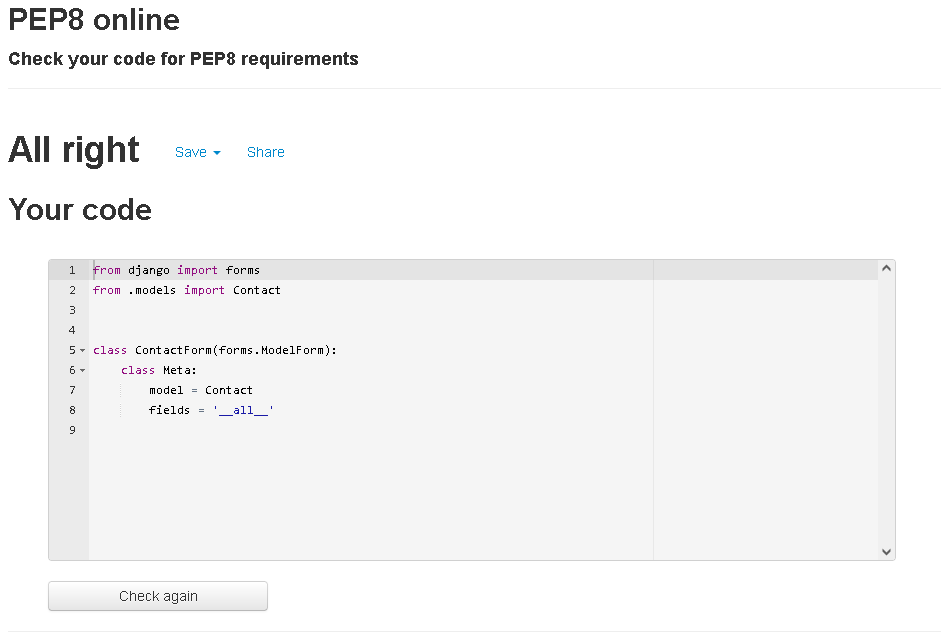 PEP8 online
Check your code for PEP8 requirements
All right Save Share
Your code
1 from django import forms
2 from .models import Contact
3
4
5 class ContactForm(forms.ModelForm):
6     class Meta:
7         model = Contact
8         fields = '__all__'
9
Check again